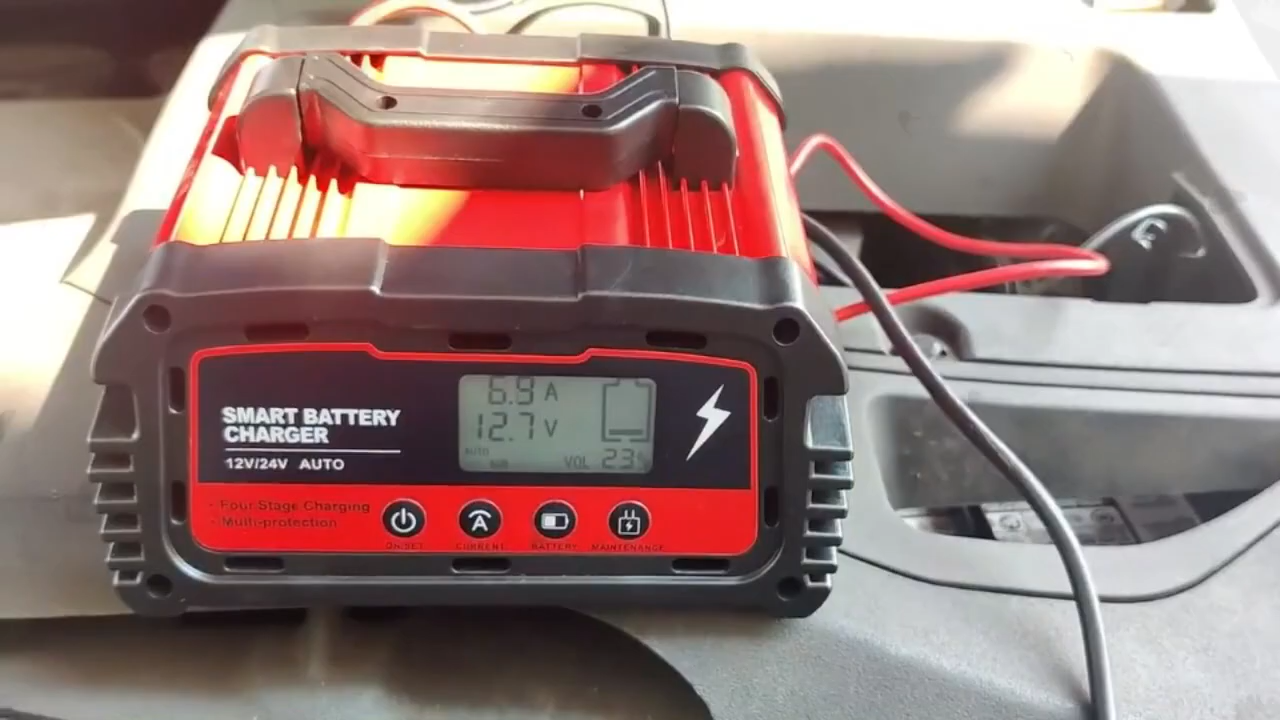 6.9 A
12.7 V
AUTO
VOL 23%
SMART BATTERY
CHARGER
12V/24V AUTO
- Four Stage Charging
- Multi-protection
ON/SET CURRENT BATTERY MAINTENANCE